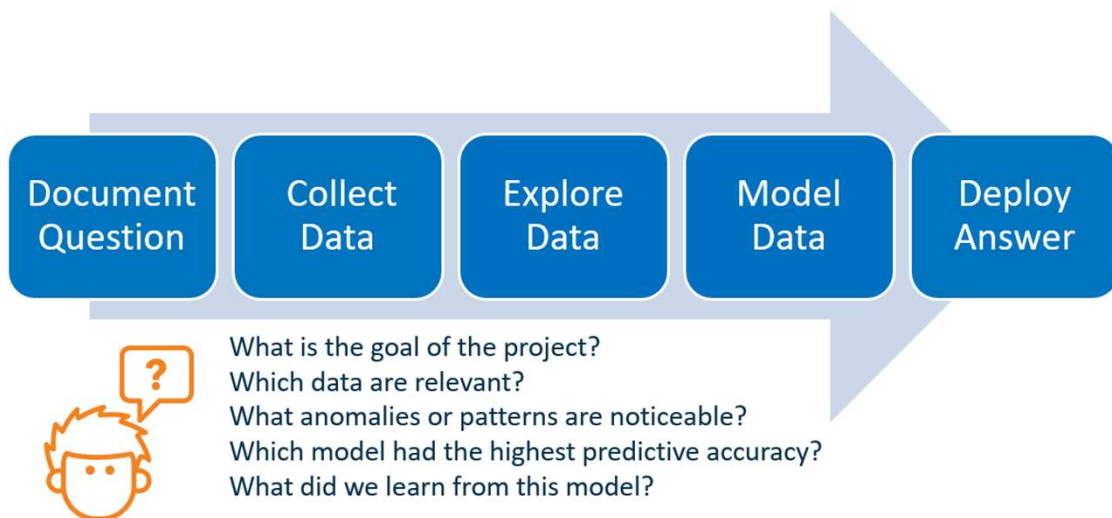 Document
Question
Collect
Data
Explore
Data
Model
Data
Deploy
Answer
?
What is the goal of the project?
Which data are relevant?
What anomalies or patterns are noticeable?
Which model had the highest predictive accuracy?
What did we learn from this model?